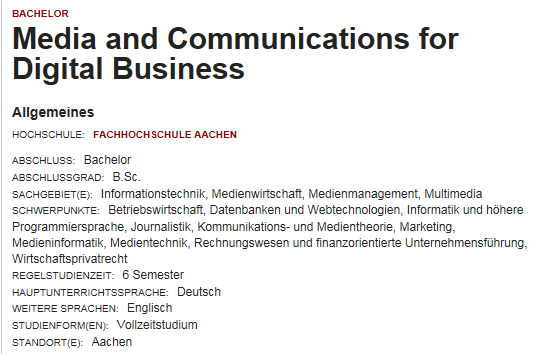 BACHELOR
Media and Communications for
Digital Business
Allgemeines
HOCHSCHULE: FACHHOCHSCHULE AACHEN
ABSCHLUSS: Bachelor
ABSCHLUSSGRAD: B.Sc.
SACHGEBIET(E): Informationstechnik, Medienwirtschaft, Medienmanagement, Multimedia
SCHWERPUNKTE: Betriebswirtschaft, Datenbanken und Webtechnologien, Informatik und höhere
Programmiersprache, Journalistik, Kommunikations- und Medientheorie, Marketing,
Medieninformatik, Medientechnik, Rechnungswesen und finanzorientierte Unternehmensführung,
Wirtschaftsprivatrecht
REGELSTUDIENZEIT: 6 Semester
HAUPTUNTERRICHTSSPRACHE: Deutsch
WEITERE SPRACHEN: Englisch
STUDIENFORM(EN): Vollzeitstudium
STANDORT(E): Aachen